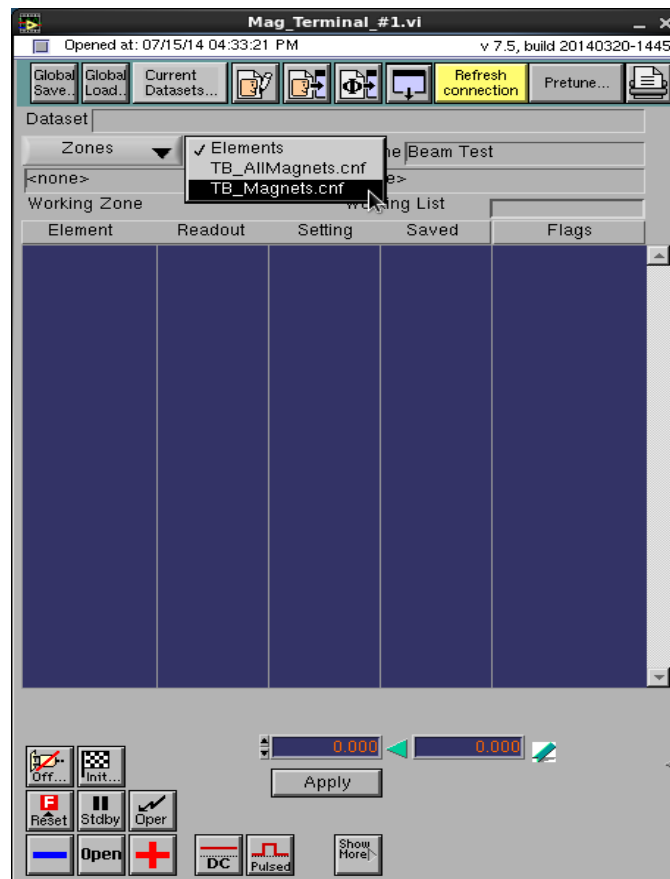 Mag_Terminal_#1.vi
Opened at: 07/15/14 04:33:21 PM v 7.5, build 20140320-1445
Global Save.. Global Load.. Current Datasets... Refresh connection Pretune...
Dataset
Zones ✓ Elements
TB_AllMagnets.cnf
TB_Magnets.cnf
Beam Test
<none>
Working Zone Working List
Element Readout Setting Saved Flags
0.000 0.000
Off... Init... Apply
F Reset Stdby Oper
Open DC Pulsed Show More